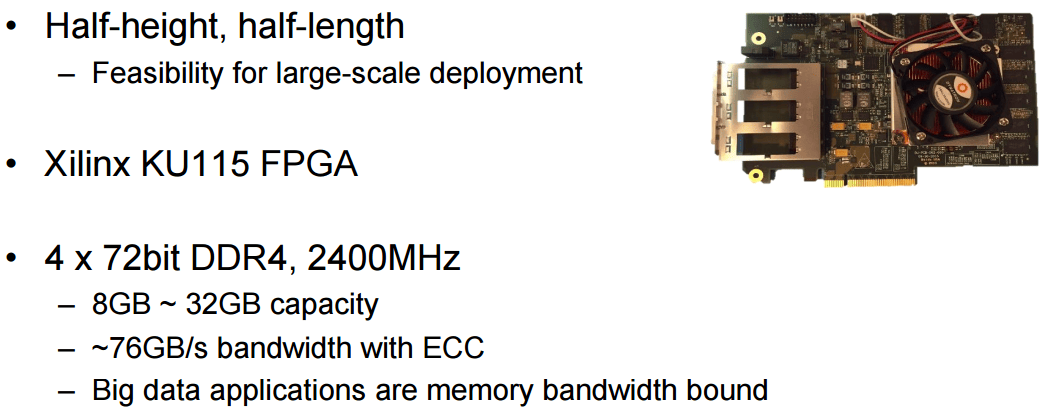 • Half-height, half-length
– Feasibility for large-scale deployment
• Xilinx KU115 FPGA
• 4 x 72bit DDR4, 2400MHz
– 8GB ~ 32GB capacity
– ~76GB/s bandwidth with ECC
– Big data applications are memory bandwidth bound